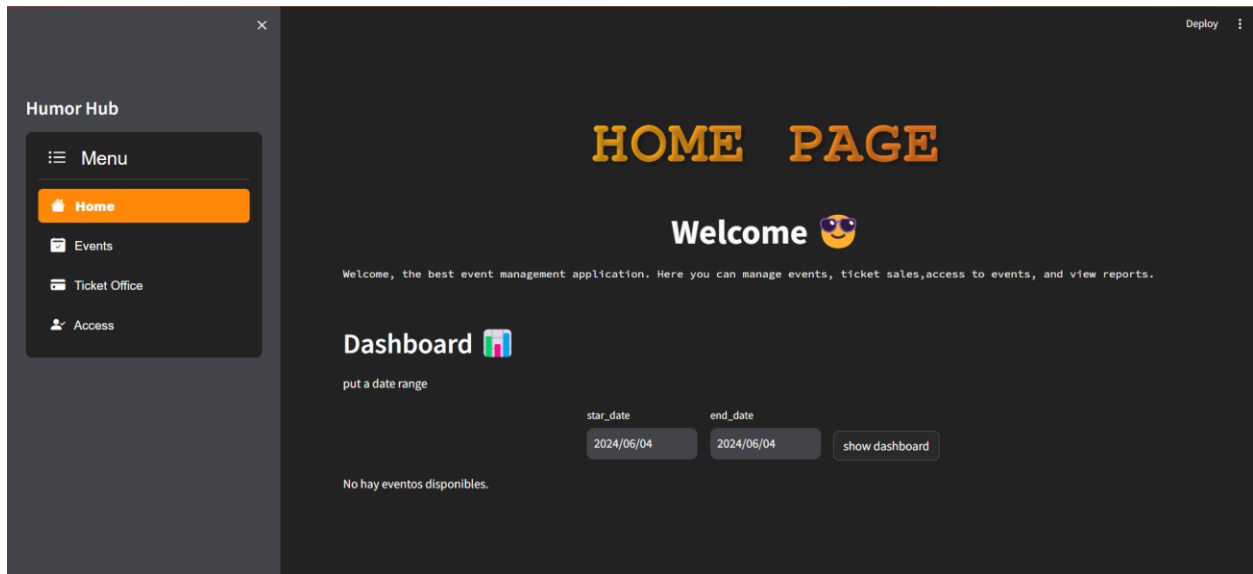 Deploy
Humor Hub
Menu
Home
Events
Ticket Office
Access
HOME PAGE
Welcome 😎
Welcome, the best event management application. Here you can manage events, ticket sales,access to events, and view reports.
Dashboard 📊
put a date range
star_date end_date
2024/06/04 2024/06/04 show dashboard
No hay eventos disponibles.